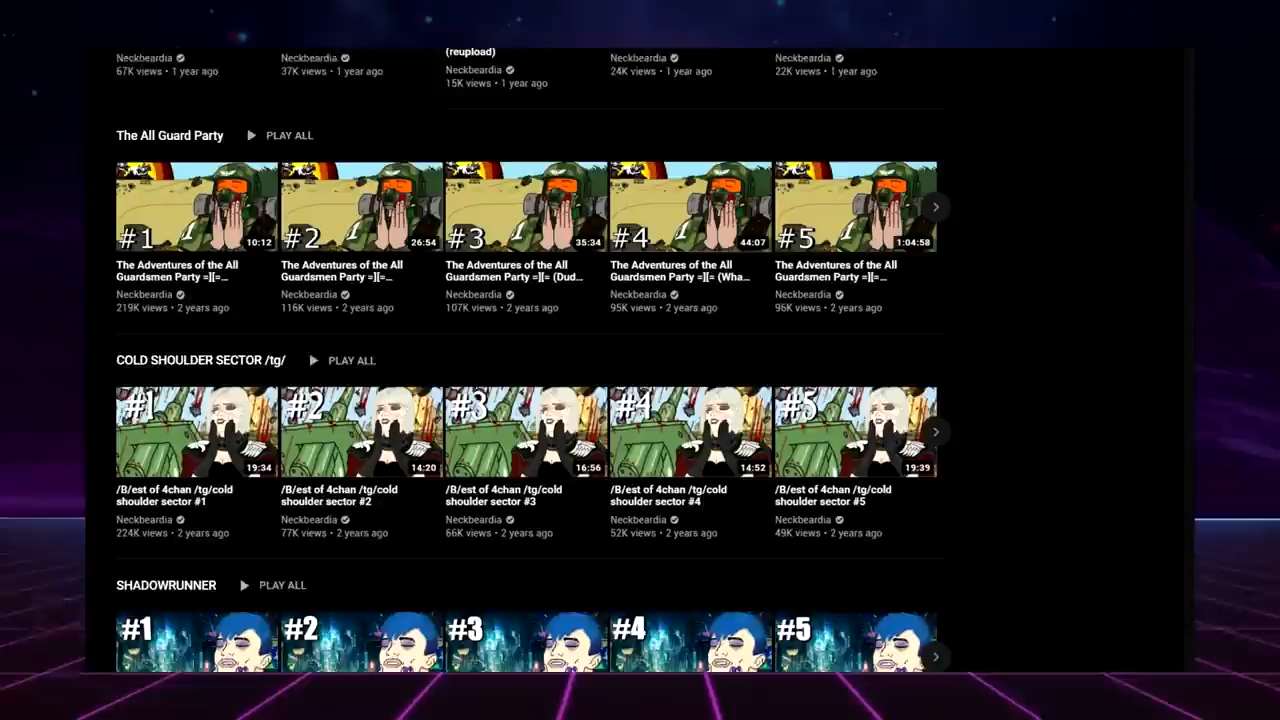 (reupload)
Neckbeardia Neckbeardia Neckbeardia Neckbeardia Neckbeardia
67K views • 1 year ago 37K views • 1 year ago 15K views • 1 year ago 24K views • 1 year ago 22K views • 1 year ago
The All Guard Party PLAY ALL
#1 10:12 #2 26:54 #3 35:34 #4 44:07 #5 1:04:58
The Adventures of the All The Adventures of the All The Adventures of the All The Adventures of the All The Adventures of the All
Guardsmen Party =][=... Guardsmen Party =][=... Guardsmen Party =][= (Dud... Guardsmen Party =][= (Wha... Guardsmen Party =][=...
Neckbeardia Neckbeardia Neckbeardia Neckbeardia Neckbeardia
219K views • 2 years ago 116K views • 2 years ago 107K views • 2 years ago 95K views • 2 years ago 96K views • 2 years ago
COLD SHOULDER SECTOR /tg/ PLAY ALL
#1 19:34 #2 14:20 #3 16:56 #4 14:52 #5 19:39
/B/est of 4chan /tg/cold /B/est of 4chan /tg/cold /B/est of 4chan /tg/cold /B/est of 4chan /tg/cold /B/est of 4chan /tg/cold
shoulder sector #1 shoulder sector #2 shoulder sector #3 shoulder sector #4 shoulder sector #5
Neckbeardia Neckbeardia Neckbeardia Neckbeardia Neckbeardia
224K views • 2 years ago 77K views • 2 years ago 66K views • 2 years ago 52K views • 2 years ago 49K views • 2 years ago
SHADOWRUNNER PLAY ALL
#1 #2 #3 #4 #5